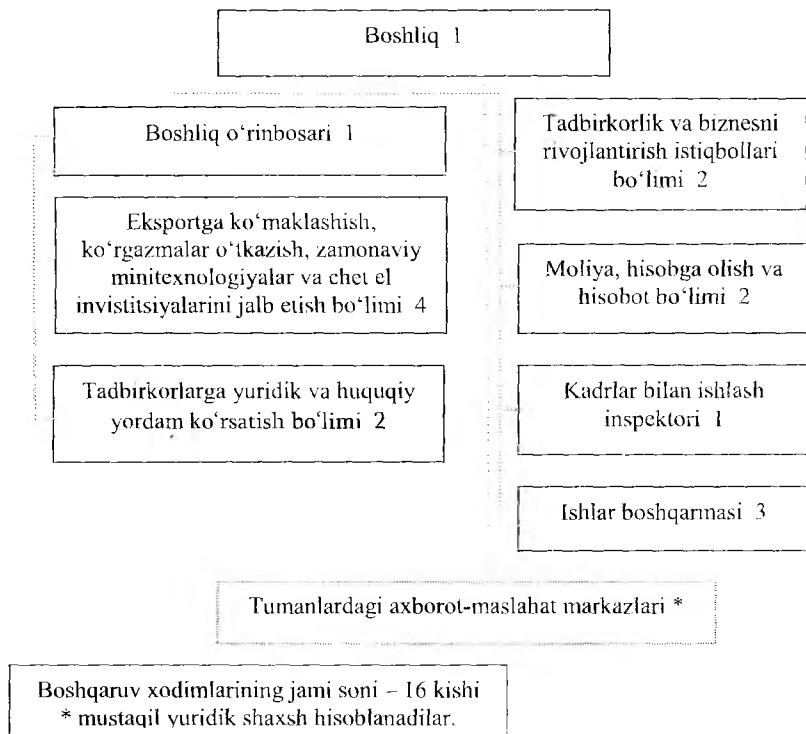 Boshliq 1
Boshliq o‘rinbosari 1
Eksportga ko‘maklashish,
ko‘rgazmalar o‘tkazish, zamonaviy
minitexnologiyalar va chet el
invistitsiyalarini jalb etish bo‘limi 4
Tadbirkorlarga yuridik va huquqiy
yordam ko‘rsatish bo‘limi 2
Tadbirkorlik va biznesni
rivojlantirish istiqbollari
bo‘limi 2
Moliya, hisobga olish va
hisobot bo‘limi 2
Kadrlar bilan ishlash
inspektori 1
Ishlar boshqarmasi 3
Tumanlardagi axborot-maslahat markazlari *
Boshqaruv xodimlarining jami soni – 16 kishi
* mustaqil yuridik shaxsh hisoblanadilar.